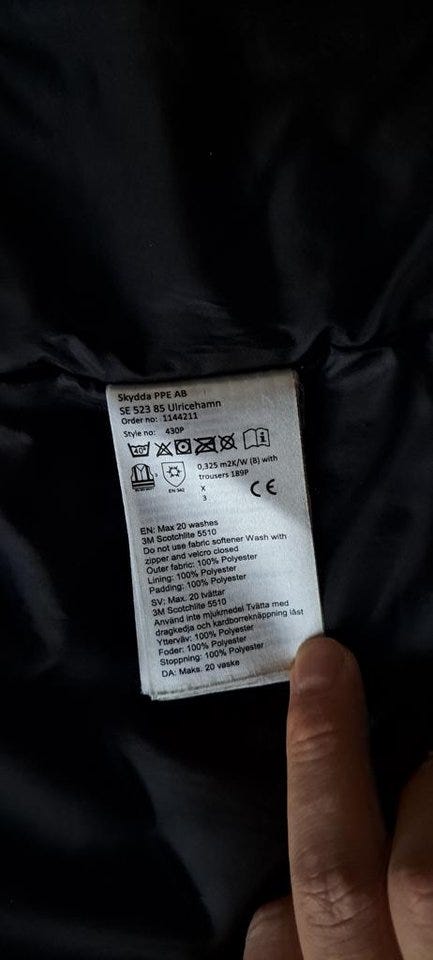 Skydda PPE AB
SE 523 85 Ulricehamn
Order no: 1144211
Style no: 430P
40°
i
3
EN 342
0,325 m2K/W (B) with
trousers 189P
X
3
CE
EN: Max 20 washes
3M Scotchlite 5510
Do not use fabric softener Wash with
zipper and velcro closed
Outer fabric: 100% Polyester
Lining: 100% Polyester
Padding: 100% Polyester
SV: Max. 20 tvättar
3M Scotchlite 5510
Använd inte mjukmedel Tvätta med
dragkedja och kardborreknäppning låst
Ytterväv: 100% Polyester
Foder: 100% Polyester
Stoppning: 100% Polyester
DA: Maks. 20 vaske